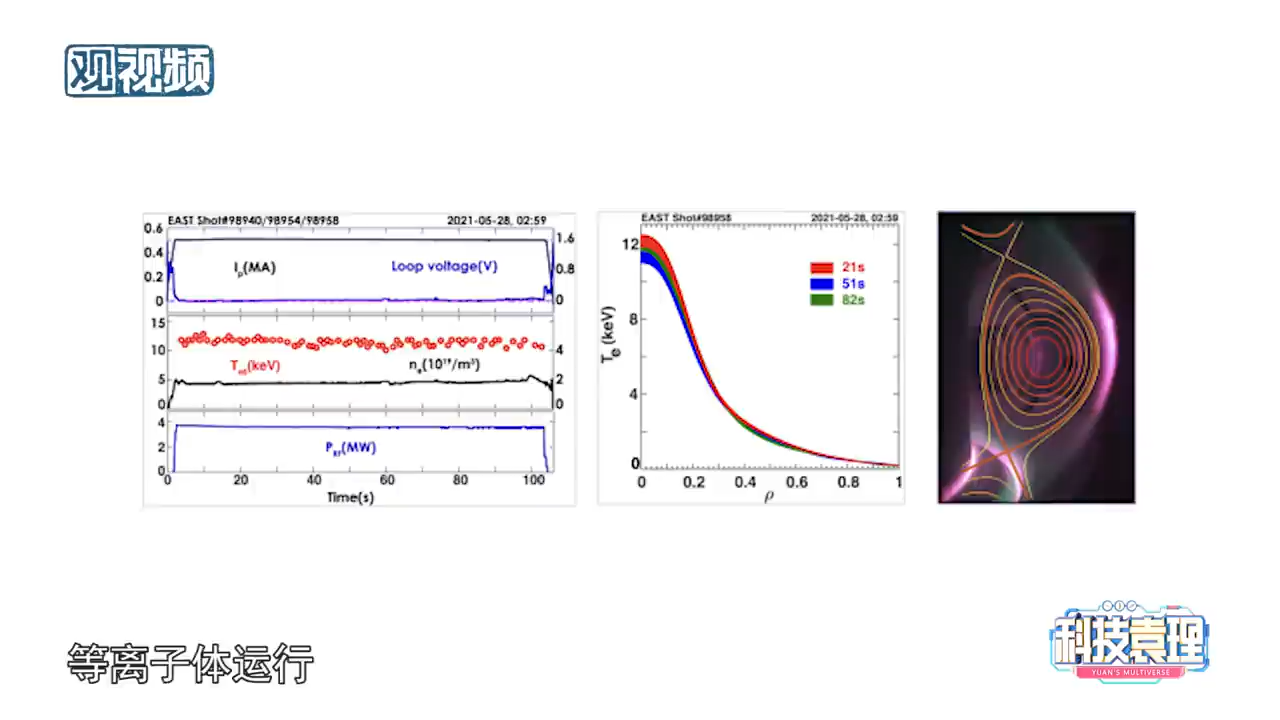 观视频
EAST Shot#98940/98954/98958 2021-05-28, 02:59
0.6
0.4
0.2
0
1.6
0.8
0
Ip(MA) Loop voltage(V)
15
10
5
0
4
2
0
Te0(keV) ne(10¹⁹/m³)
4
2
0
PRF(MW)
0 20 40 60 80 100
Time(s)
EAST Shot#98958 2021-05-28, 02:59
12
8
4
0
Te (keV)
21s
51s
82s
0 0.2 0.4 0.6 0.8 1
ρ
等离子体运行
科技袁理
YUAN'S MULTIVERSE